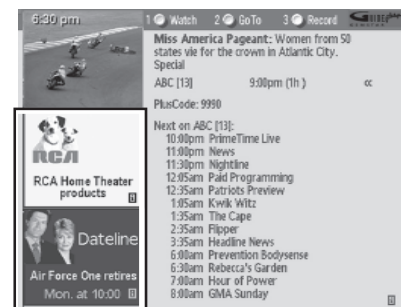 6:30 pm
1 Watch 2 GoTo 3 Record
Miss America Pageant: Women from 50
states vie for the crown in Atlantic City.
Special
ABC [13] 9:00pm (1h ) cc
PlusCode: 9990
Next on ABC [13]:
10:00pm PrimeTime Live
11:00pm News
11:30pm Nightline
12:05am Paid Programming
12:35am Patriots Preview
1:05am Kwik Witz
1:35am The Cape
2:35am Flipper
3:35am Headline News
6:00am Prevention Bodysense
6:30am Rebecca's Garden
7:00am Hour of Power
8:00am GMA Sunday
RCA
RCA Home Theater
products
Dateline
Air Force One retires
Mon. at 10:00